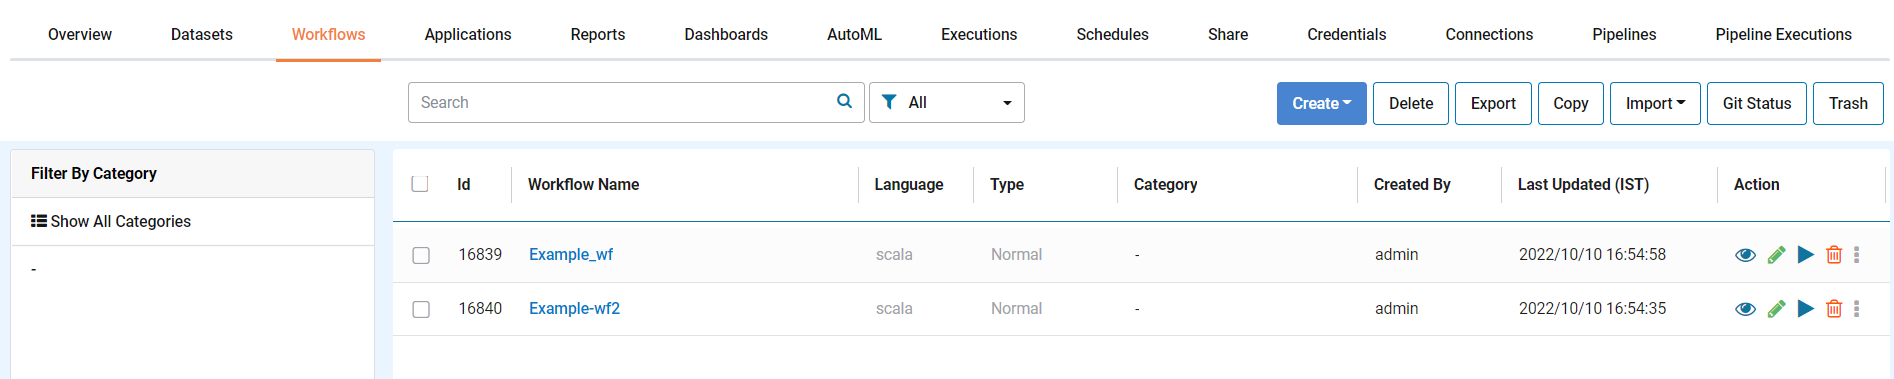 Overview Datasets Workflows Applications Reports Dashboards AutoML Executions Schedules Share Credentials Connections Pipelines Pipeline Executions
Search All Create Delete Export Copy Import Git Status Trash
Filter By Category
Show All Categories
-
Id Workflow Name Language Type Category Created By Last Updated (IST) Action
16839 Example_wf scala Normal - admin 2022/10/10 16:54:58
16840 Example-wf2 scala Normal - admin 2022/10/10 16:54:35